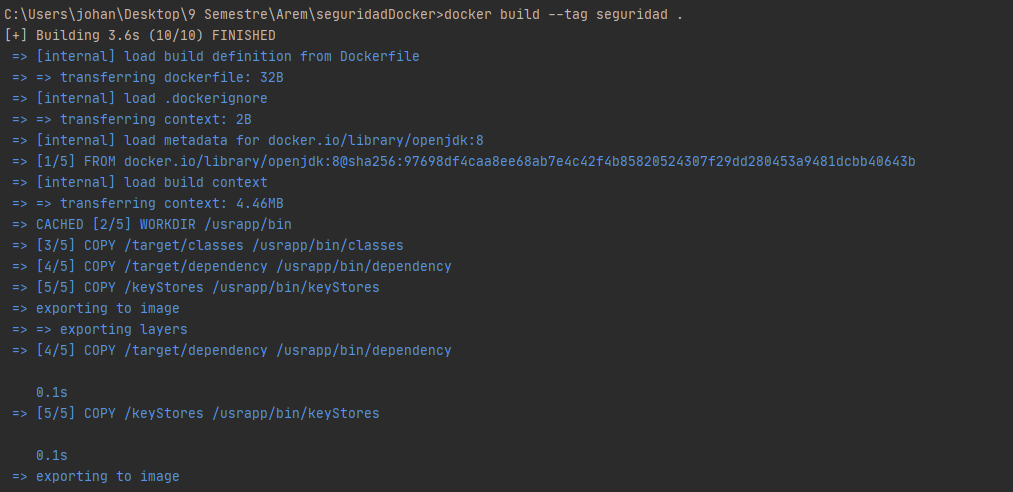 C:\Users\johan\Desktop\9 Semestre\Arem\seguridadDocker>docker build --tag seguridad .
[+] Building 3.6s (10/10) FINISHED
=> [internal] load build definition from Dockerfile
=> => transferring dockerfile: 32B
=> [internal] load .dockerignore
=> => transferring context: 2B
=> [internal] load metadata for docker.io/library/openjdk:8
=> [1/5] FROM docker.io/library/openjdk:8@sha256:97698df4caa8ee68ab7e4c42f4b85820524307f29dd280453a9481dcbb40643b
=> [internal] load build context
=> => transferring context: 4.46MB
=> CACHED [2/5] WORKDIR /usrapp/bin
=> [3/5] COPY /target/classes /usrapp/bin/classes
=> [4/5] COPY /target/dependency /usrapp/bin/dependency
=> [5/5] COPY /keyStores /usrapp/bin/keyStores
=> exporting to image
=> => exporting layers
=> [4/5] COPY /target/dependency /usrapp/bin/dependency
0.1s
=> [5/5] COPY /keyStores /usrapp/bin/keyStores
0.1s
=> exporting to image